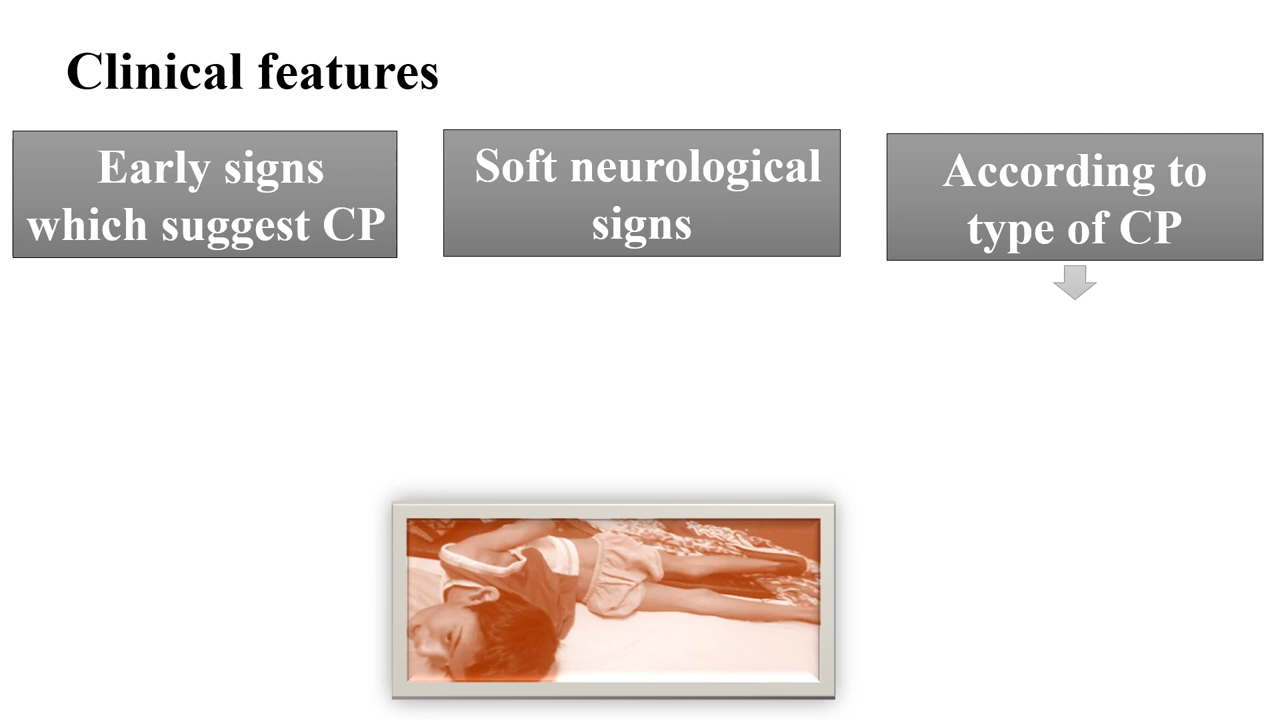 Clinical features
Early signs
which suggest CP
Soft neurological
signs
According to
type of CP